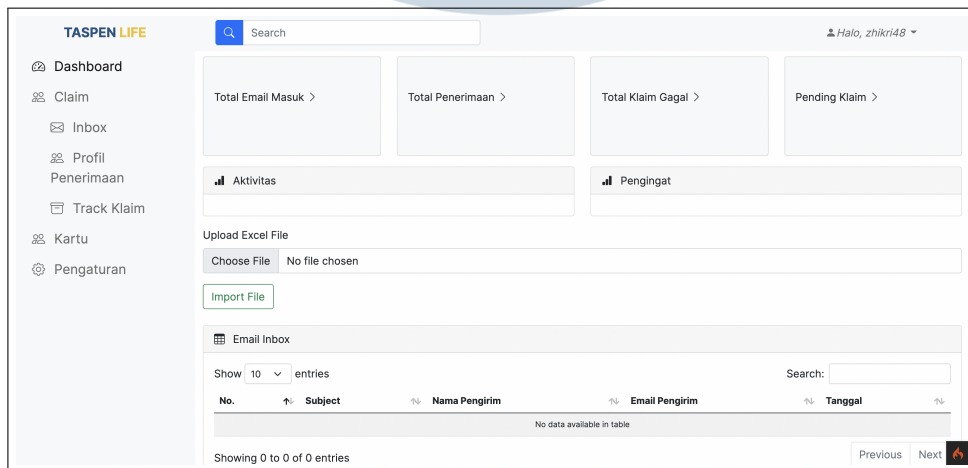 TASPEN LIFE
Search
Halo, zhikri48
Dashboard
Claim
Inbox
Profil
Penerimaan
Track Klaim
Kartu
Pengaturan
Total Email Masuk >
Total Penerimaan >
Total Klaim Gagal >
Pending Klaim >
Aktivitas
Pengingat
Upload Excel File
Choose File No file chosen
Import File
Email Inbox
Show 10 entries
Search:
No. Subject Nama Pengirim Email Pengirim Tanggal
No data available in table
Showing 0 to 0 of 0 entries
Previous Next